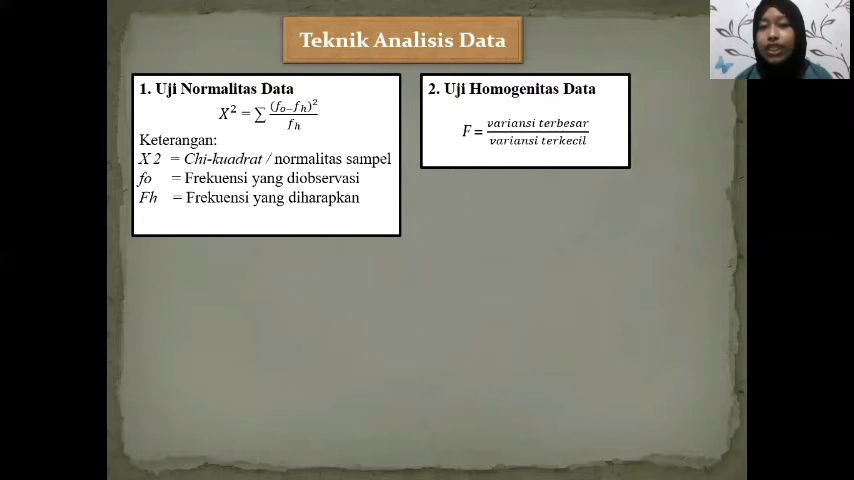 Teknik Analisis Data
1. Uji Normalitas Data
X² = ∑ (fₒ₋fₕ)² / fₕ
Keterangan:
X 2 = Chi-kuadrat / normalitas sampel
fo = Frekuensi yang diobservasi
Fh = Frekuensi yang diharapkan
2. Uji Homogenitas Data
F = variansi terbesar / variansi terkecil